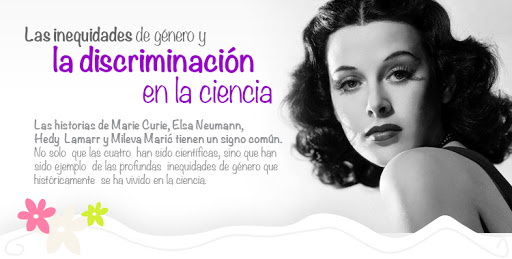 Las inequidades de género y
la discriminación
en la ciencia
Las historias de Marie Curie, Elsa Neumann,
Hedy Lamarr y Mileva Marió tienen un signo común.
No solo que las cuatro han sido científicas, sino que han
sido ejemplo de las profundas inequidades de género que
históricamente se ha vivido en la ciencia.